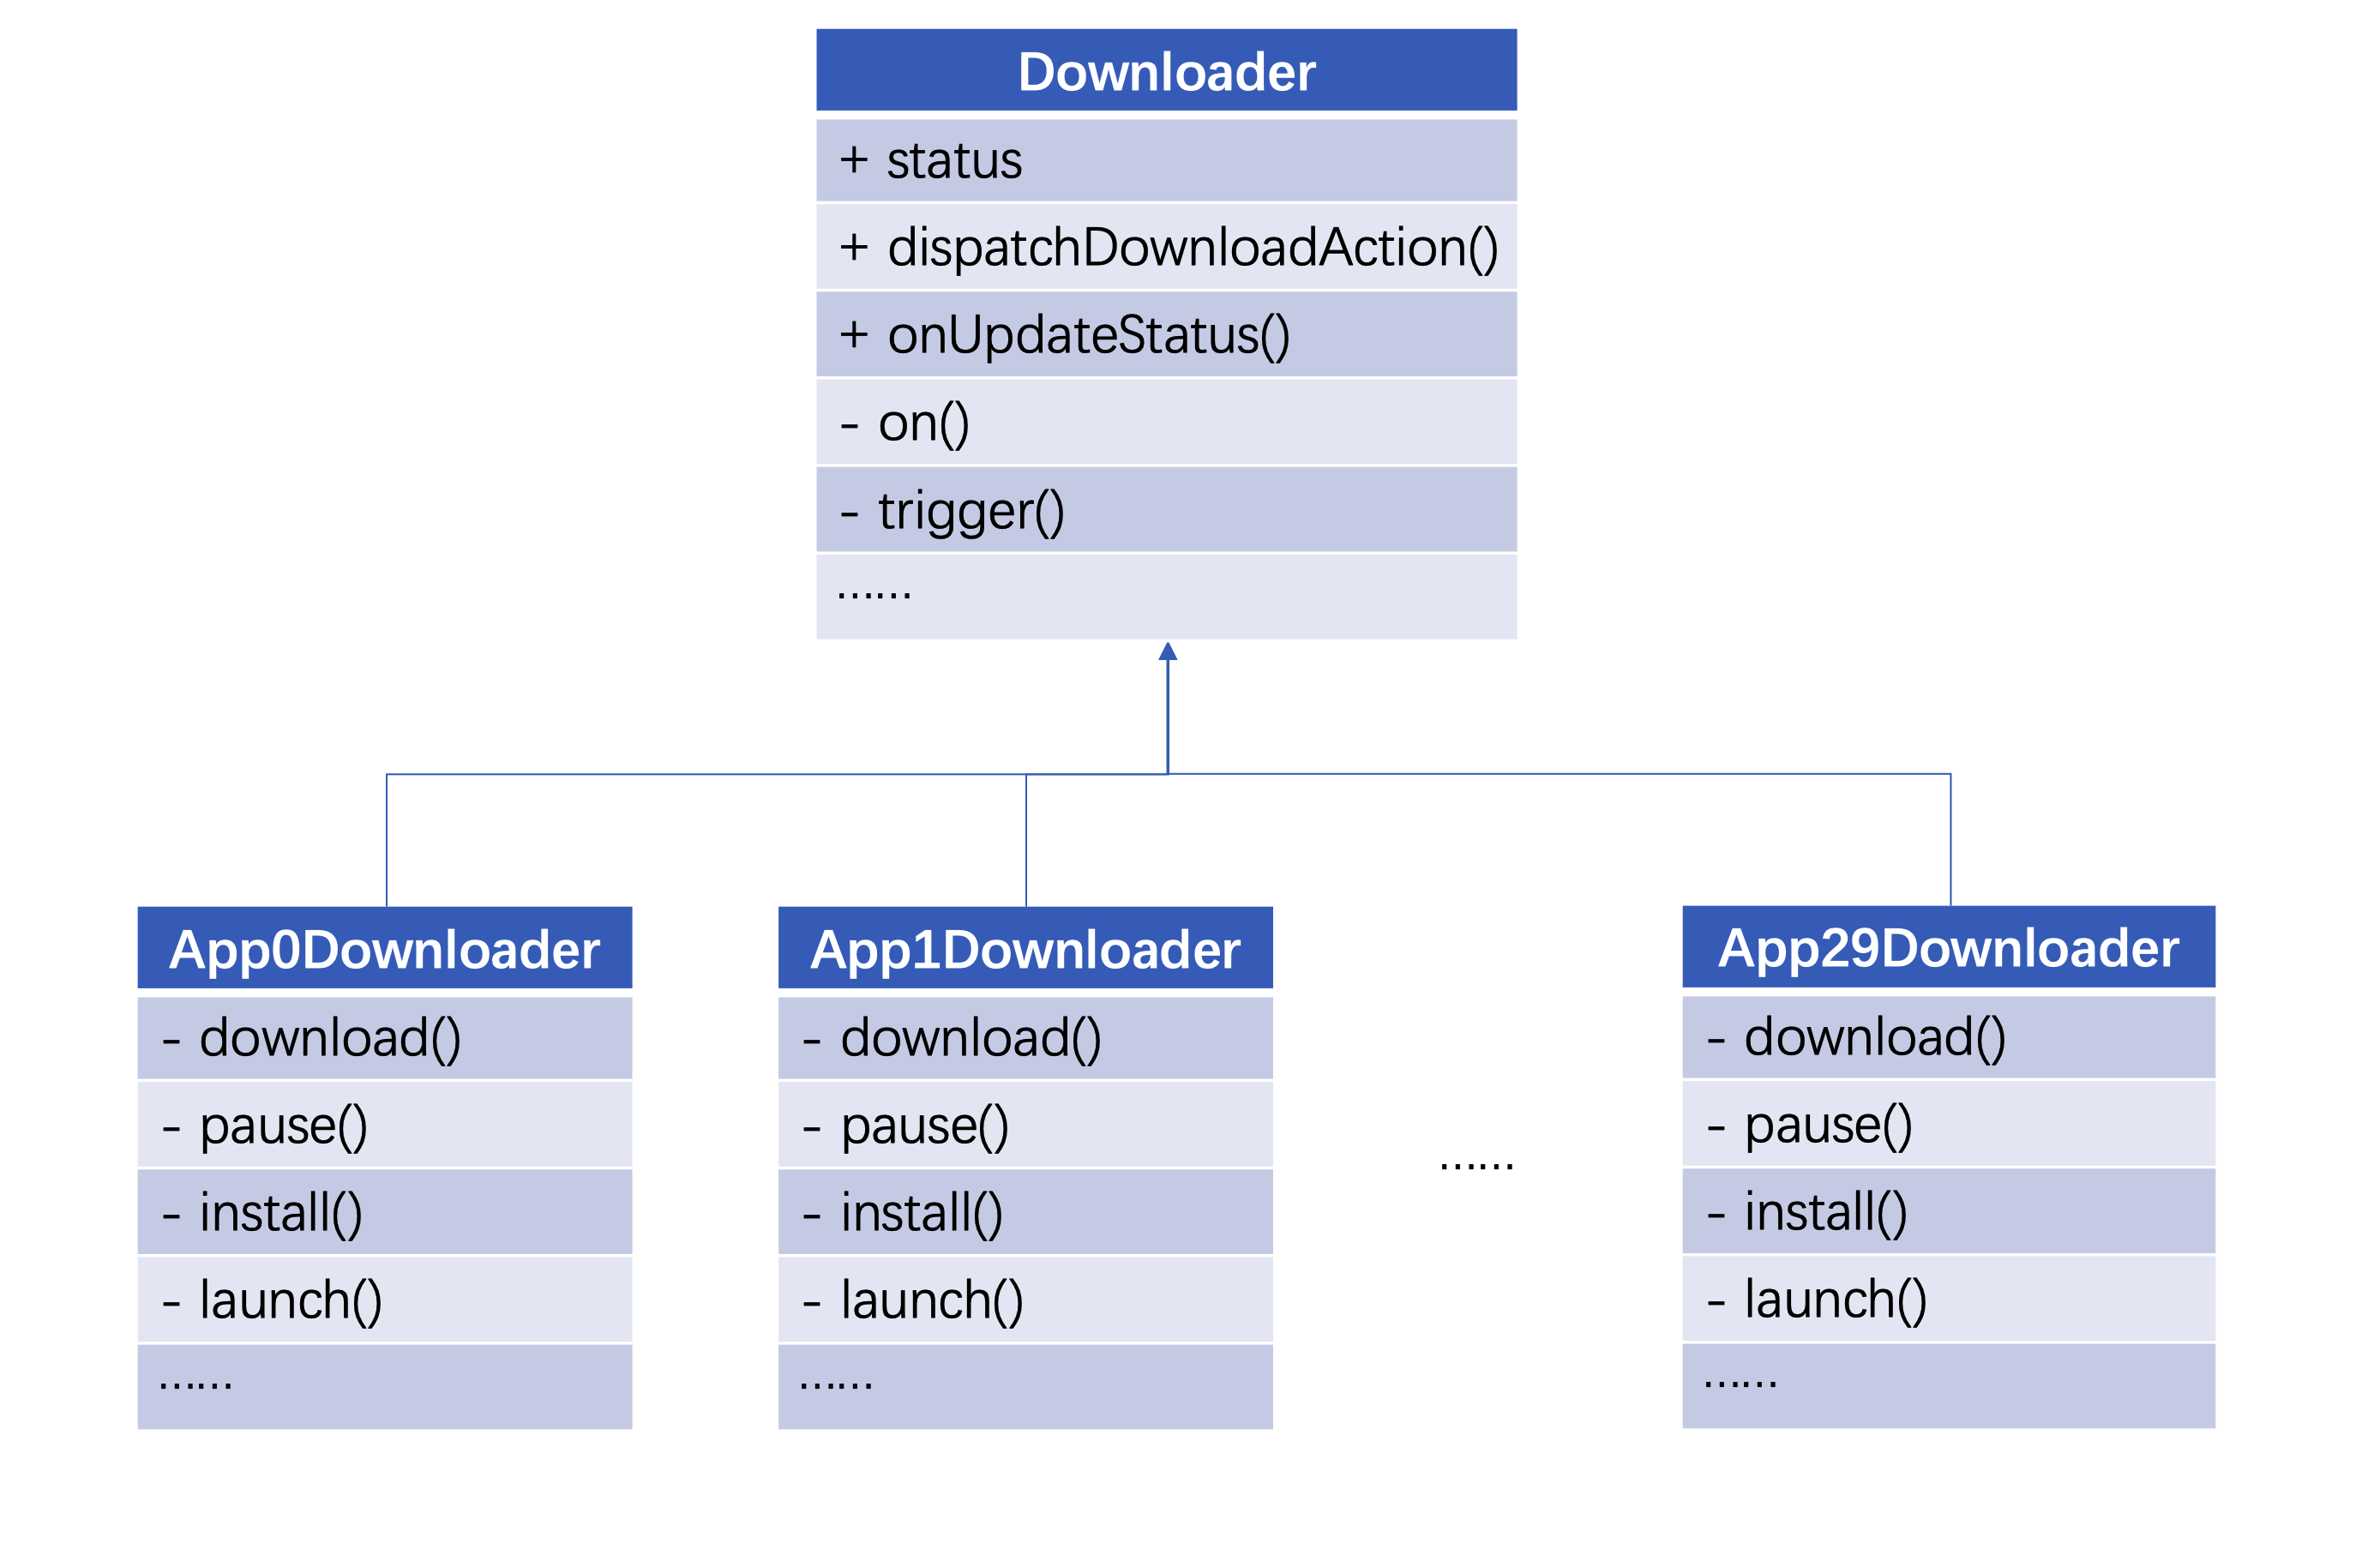 Downloader
+ status
+ dispatchDownloadAction()
+ onUpdateStatus()
- on()
- trigger()
……
App0Downloader
- download()
- pause()
- install()
- launch()
……
App1Downloader
- download()
- pause()
- install()
- launch()
……
……
App29Downloader
- download()
- pause()
- install()
- launch()
……